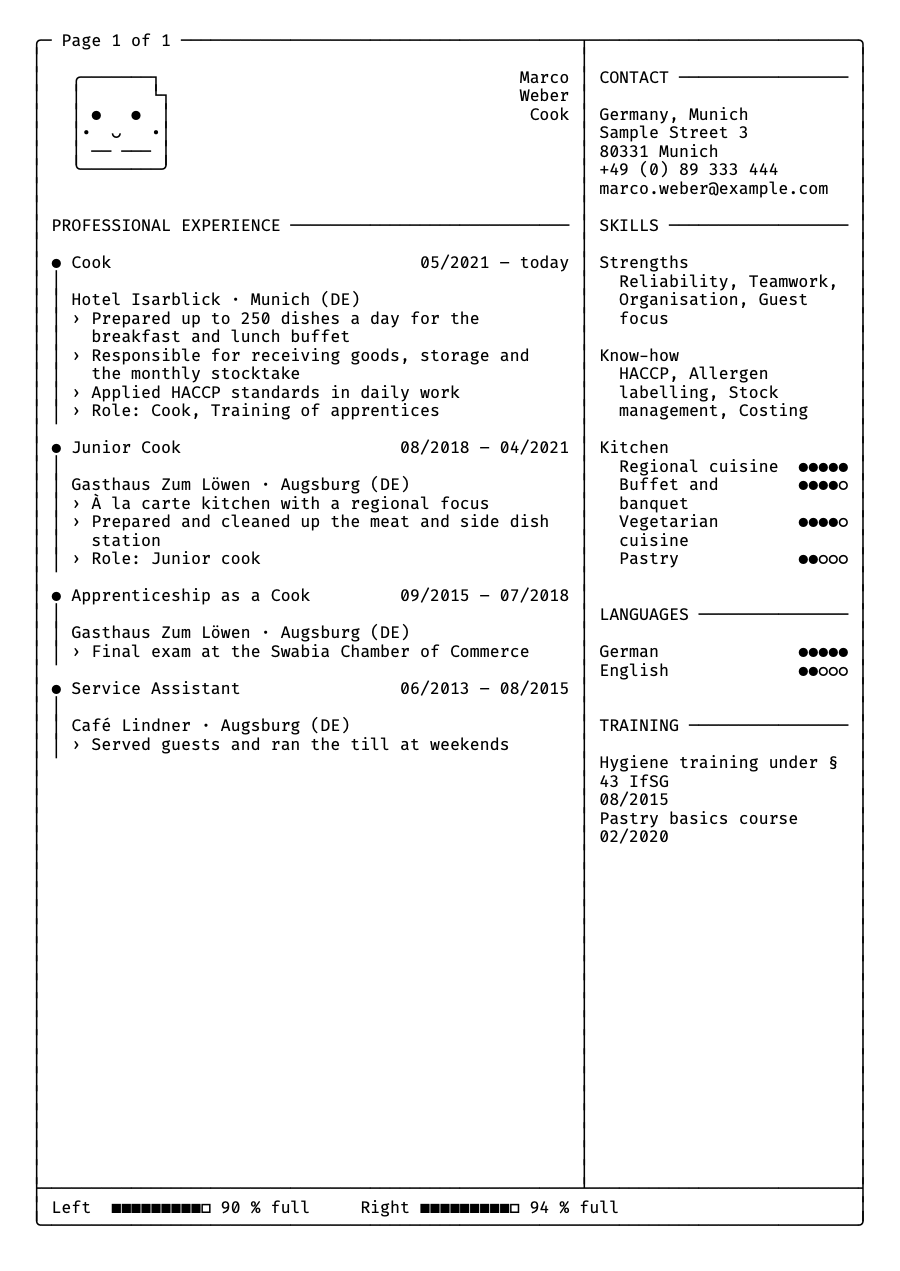 Page 1 of 1
Marco
Weber
Cook
PROFESSIONAL EXPERIENCE
● Cook 05/2021 – today
Hotel Isarblick · Munich (DE)
› Prepared up to 250 dishes a day for the
breakfast and lunch buffet
› Responsible for receiving goods, storage and
the monthly stocktake
› Applied HACCP standards in daily work
› Role: Cook, Training of apprentices
● Junior Cook 08/2018 – 04/2021
Gasthaus Zum Löwen · Augsburg (DE)
› À la carte kitchen with a regional focus
› Prepared and cleaned up the meat and side dish
station
› Role: Junior cook
● Apprenticeship as a Cook 09/2015 – 07/2018
Gasthaus Zum Löwen · Augsburg (DE)
› Final exam at the Swabia Chamber of Commerce
● Service Assistant 06/2013 – 08/2015
Café Lindner · Augsburg (DE)
› Served guests and ran the till at weekends
CONTACT
Germany, Munich
Sample Street 3
80331 Munich
+49 (0) 89 333 444
marco.weber@example.com
SKILLS
Strengths
Reliability, Teamwork,
Organisation, Guest
focus
Know-how
HACCP, Allergen
labelling, Stock
management, Costing
Kitchen
Regional cuisine ●●●●●
Buffet and ●●●●○
banquet
Vegetarian ●●●●○
cuisine
Pastry ●●○○○
LANGUAGES
German ●●●●●
English ●●○○○
TRAINING
Hygiene training under §
43 IfSG
08/2015
Pastry basics course
02/2020
Left ■■■■■■■■■□ 90 % full Right ■■■■■■■■■□ 94 % full